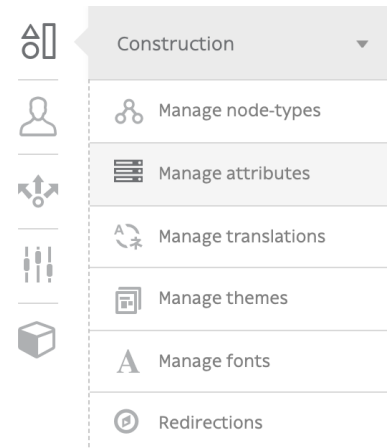 Construction
Manage node-types
Manage attributes
Manage translations
Manage themes
Manage fonts
Redirections